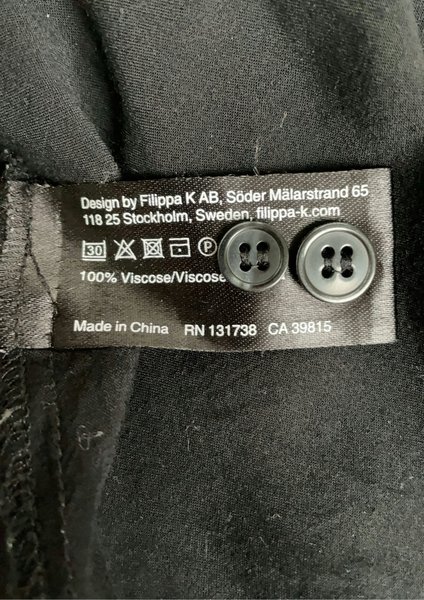 Design by Filippa K AB, Söder Mälarstrand 65
118 25 Stockholm, Sweden, filippa-k.com
30 P
100% Viscose/Viscose
Made in China RN 131738 CA 39815